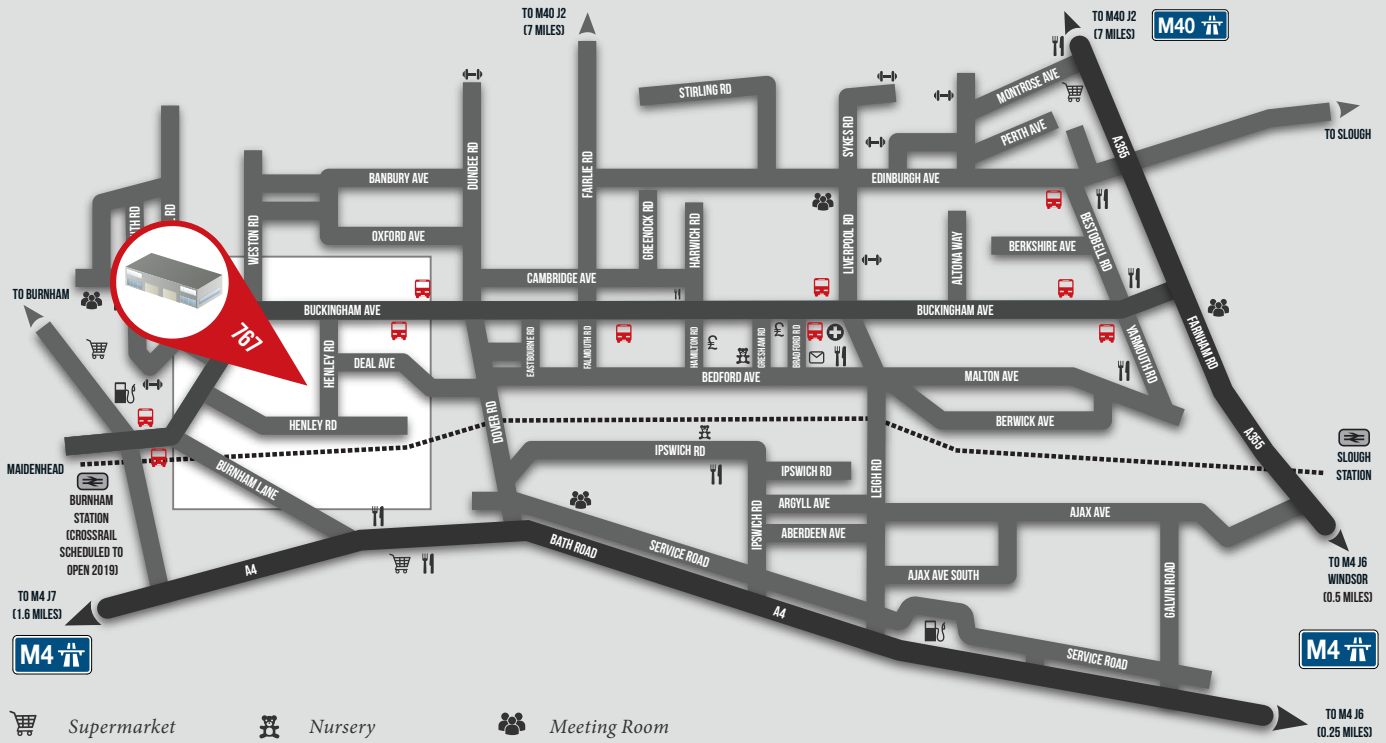 TO M40 J2
(7 MILES)
TO M40 J2
(7 MILES)
M40
STIRLING RD
MONTROSE AVE
TO SLOUGH
PERTH AVE
A355
SYKES RD
DUNDEE RD
FAIRLIE RD
BANBURY AVE
EDINBURGH AVE
WESTON RD
OXFORD AVE
GREENOCK RD
HARWICH RD
LIVERPOOL RD
ALTONA WAY
BERKSHIRE AVE
BESTOBELL RD
CAMBRIDGE AVE
TO BURNHAM
BUCKINGHAM AVE
BUCKINGHAM AVE
767
HENLEY RD
DEAL AVE
EASTBOURNE RD
FALMOUTH RD
HAMILTON RD
£
GRESHAM RD
£
BRADFORD RD
YARMOUTH RD
FARNHAM RD
BEDFORD AVE
MALTON AVE
HENLEY RD
DOVER RD
BERWICK AVE
A355
MAIDENHEAD
BURNHAM
STATION
(CROSSRAIL
SCHEDULED TO
OPEN 2019)
BURNHAM LANE
IPSWICH RD
IPSWICH RD
IPSWICH RD
LEIGH RD
SLOUGH
STATION
ARGYLL AVE
AJAX AVE
ABERDEEN AVE
BATH ROAD
SERVICE ROAD
A4
AJAX AVE SOUTH
GALVIN ROAD
TO M4 J6
WINDSOR
(0.5 MILES)
TO M4 J7
(1.6 MILES)
A4
M4
SERVICE ROAD
M4
TO M4 J6
(0.25 MILES)
Supermarket
Nursery
Meeting Room